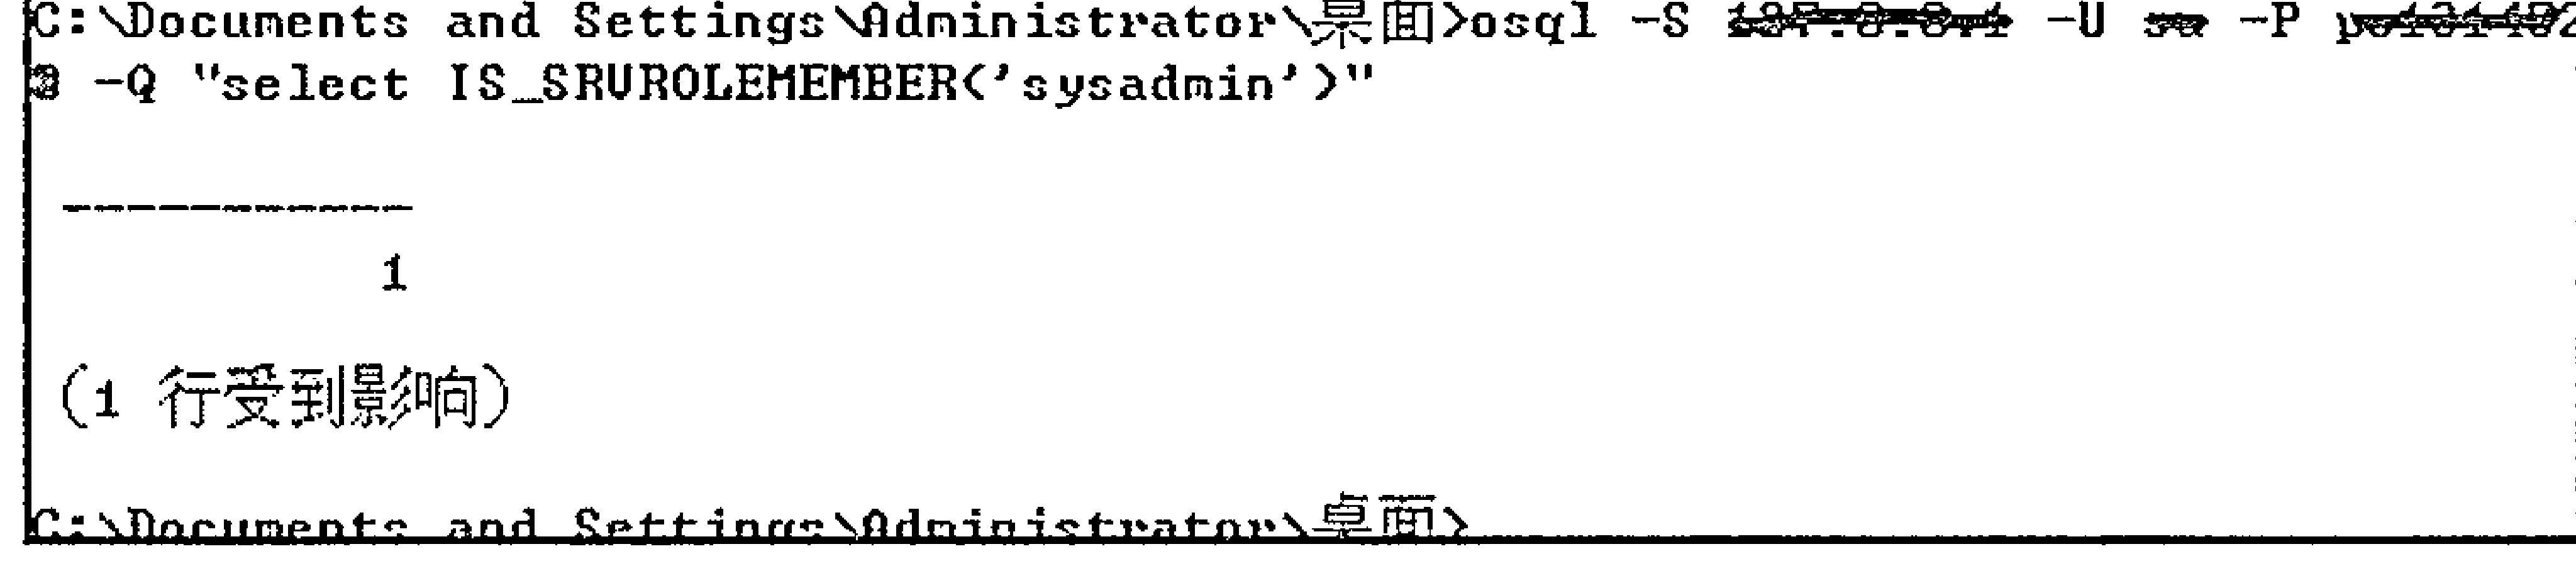 C:\Documents and Settings\Administrator\桌面>osql -S -U -P
-Q "select IS_SRVROLEMEMBER('sysadmin')"
-----------
1
(1 行受到影响)
C:\Documents and Settings\Administrator\桌面>